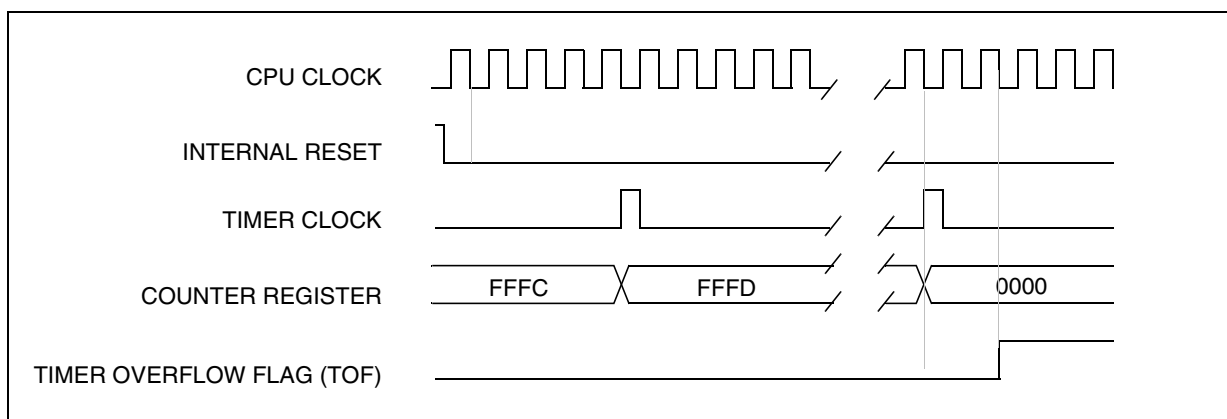 CPU CLOCK
INTERNAL RESET
TIMER CLOCK
COUNTER REGISTER
FFFC
FFFD
0000
TIMER OVERFLOW FLAG (TOF)